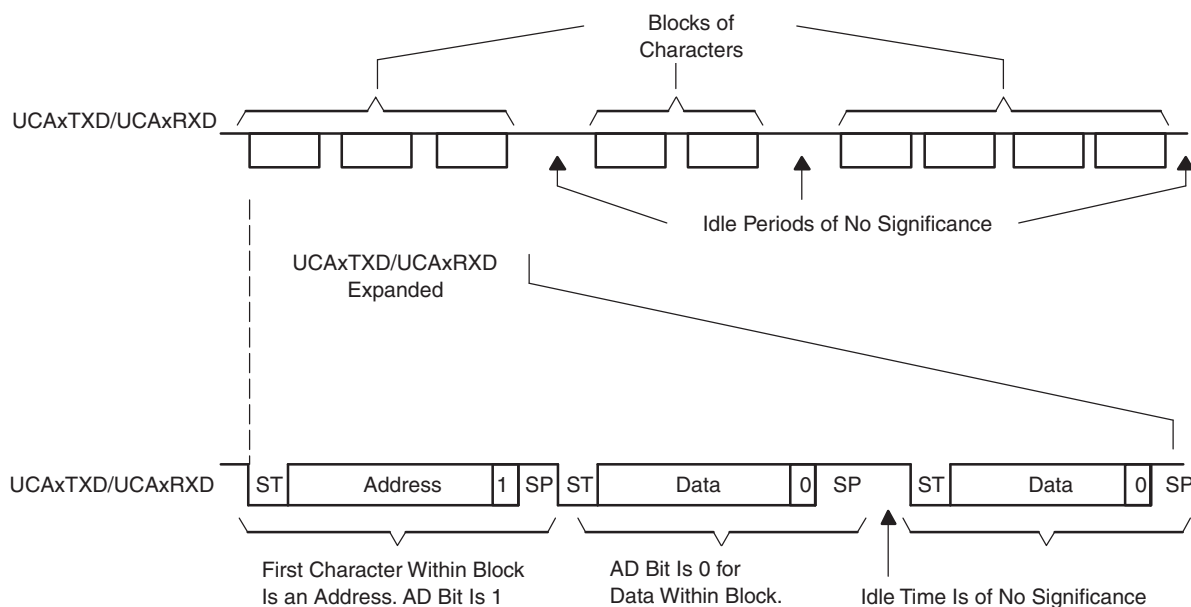 Blocks of
Characters
UCAxTXD/UCAxRXD
Idle Periods of No Significance
UCAxTXD/UCAxRXD
Expanded
UCAxTXD/UCAxRXD
ST Address 1 SP ST Data 0 SP ST Data 0 SP
First Character Within Block
Is an Address. AD Bit Is 1
AD Bit Is 0 for
Data Within Block.
Idle Time Is of No Significance